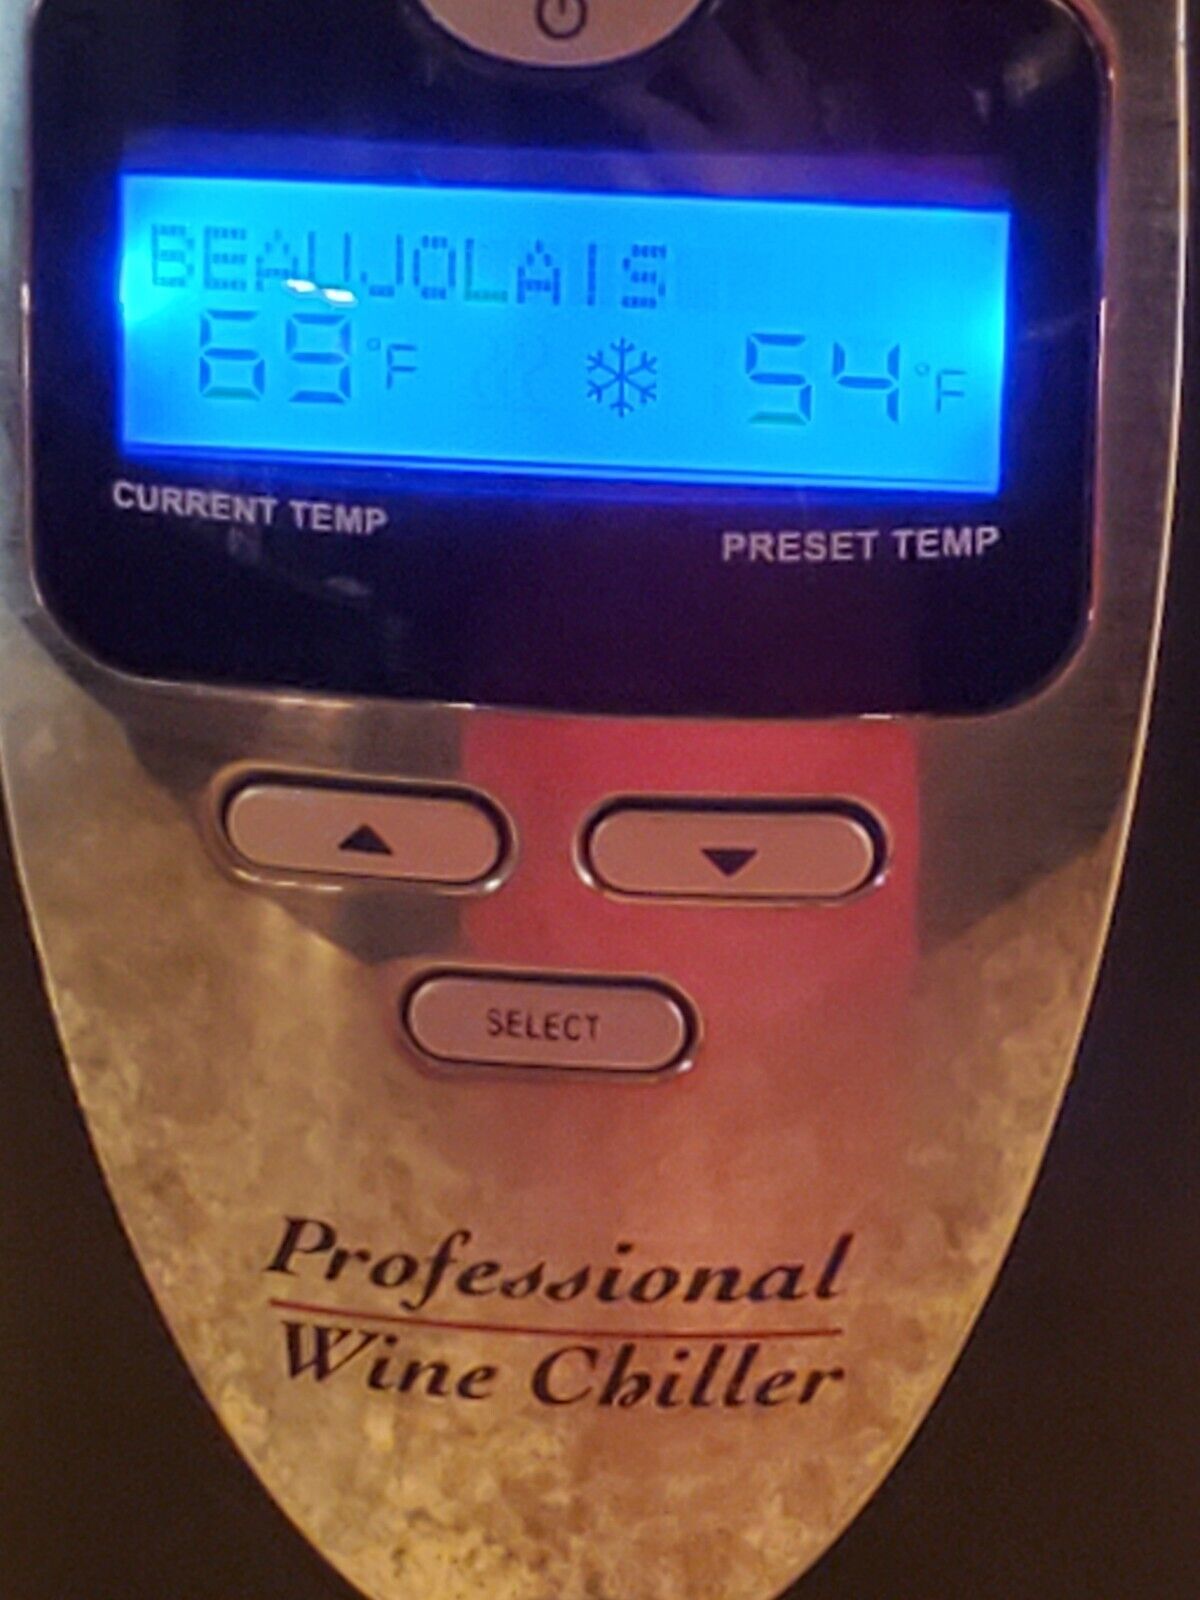 BEAUJOLAIS
69°F 54°F
CURRENT TEMP
PRESET TEMP
SELECT
Professional
Wine Chiller